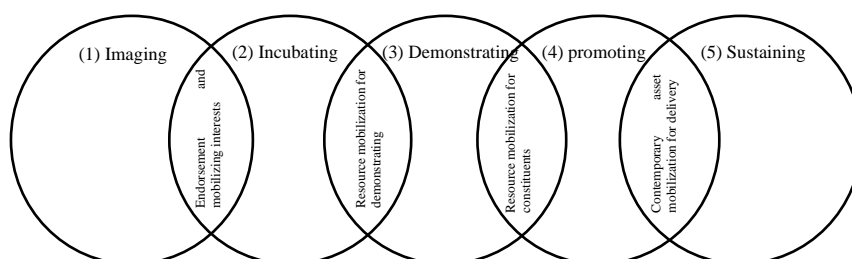 (1) Imaging
(2) Incubating
(3) Demonstrating
(4) promoting
(5) Sustaining
Endorsement and
mobilizing interests
Resource mobilization for
demonstrating
Resource mobilization for
constituents
Contemporary asset
mobilization for delivery